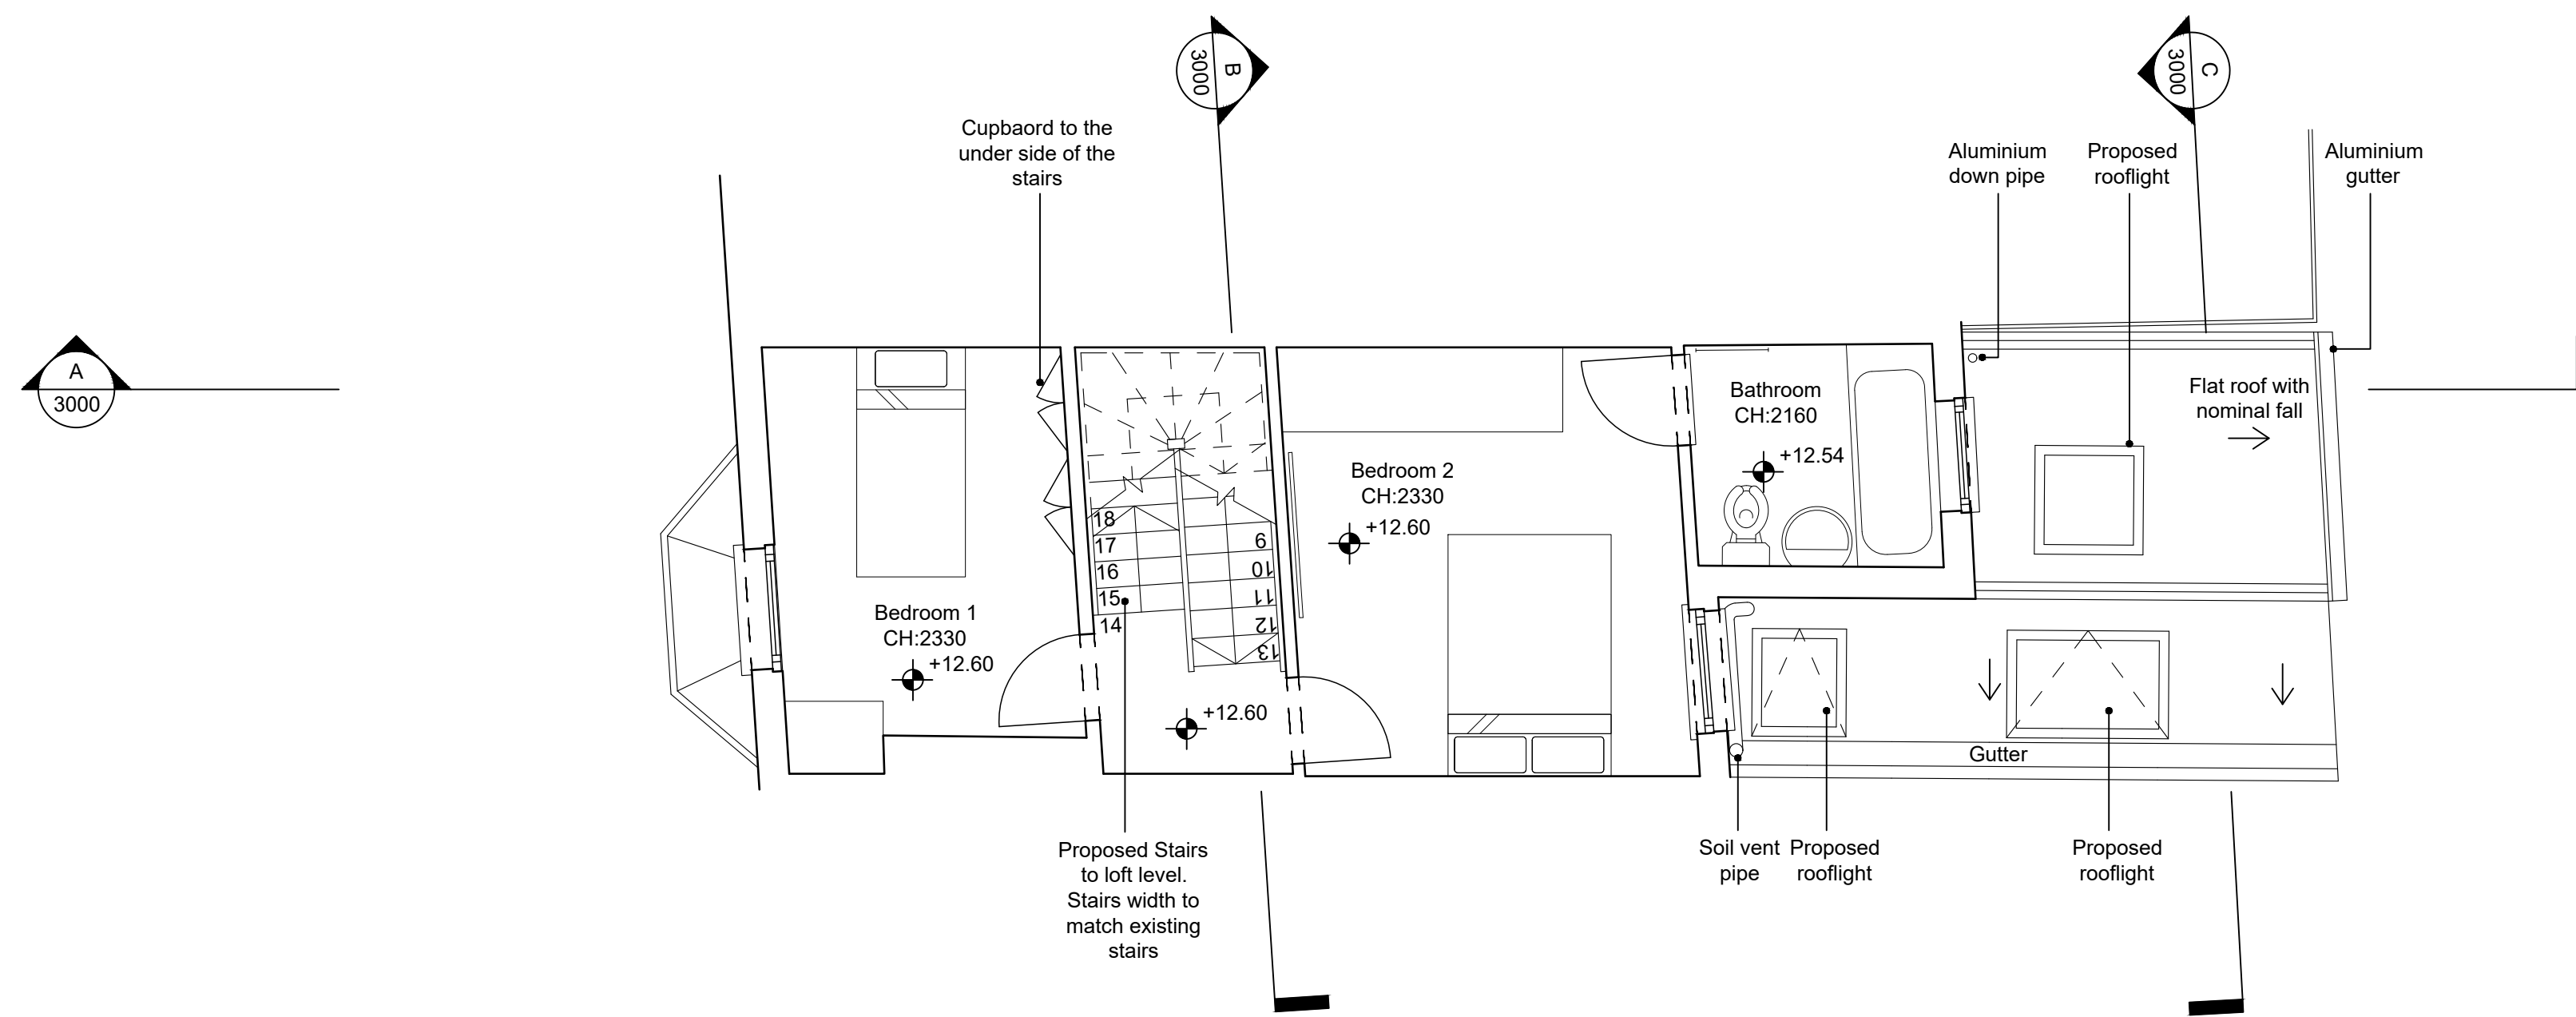 B
3000
C
3000
Cupbaord to the
under side of the
stairs
Aluminium
down pipe
Proposed
rooflight
Aluminium
gutter
A
3000
Flat roof with
nominal fall
Bathroom
CH:2160
+12.54
Bedroom 2
CH:2330
+12.60
18
17
16
15
14
9
10
11
12
13
Bedroom 1
CH:2330
+12.60
+12.60
Gutter
Proposed Stairs
to loft level.
Stairs width to
match existing
stairs
Soil vent
pipe
Proposed
rooflight
Proposed
rooflight